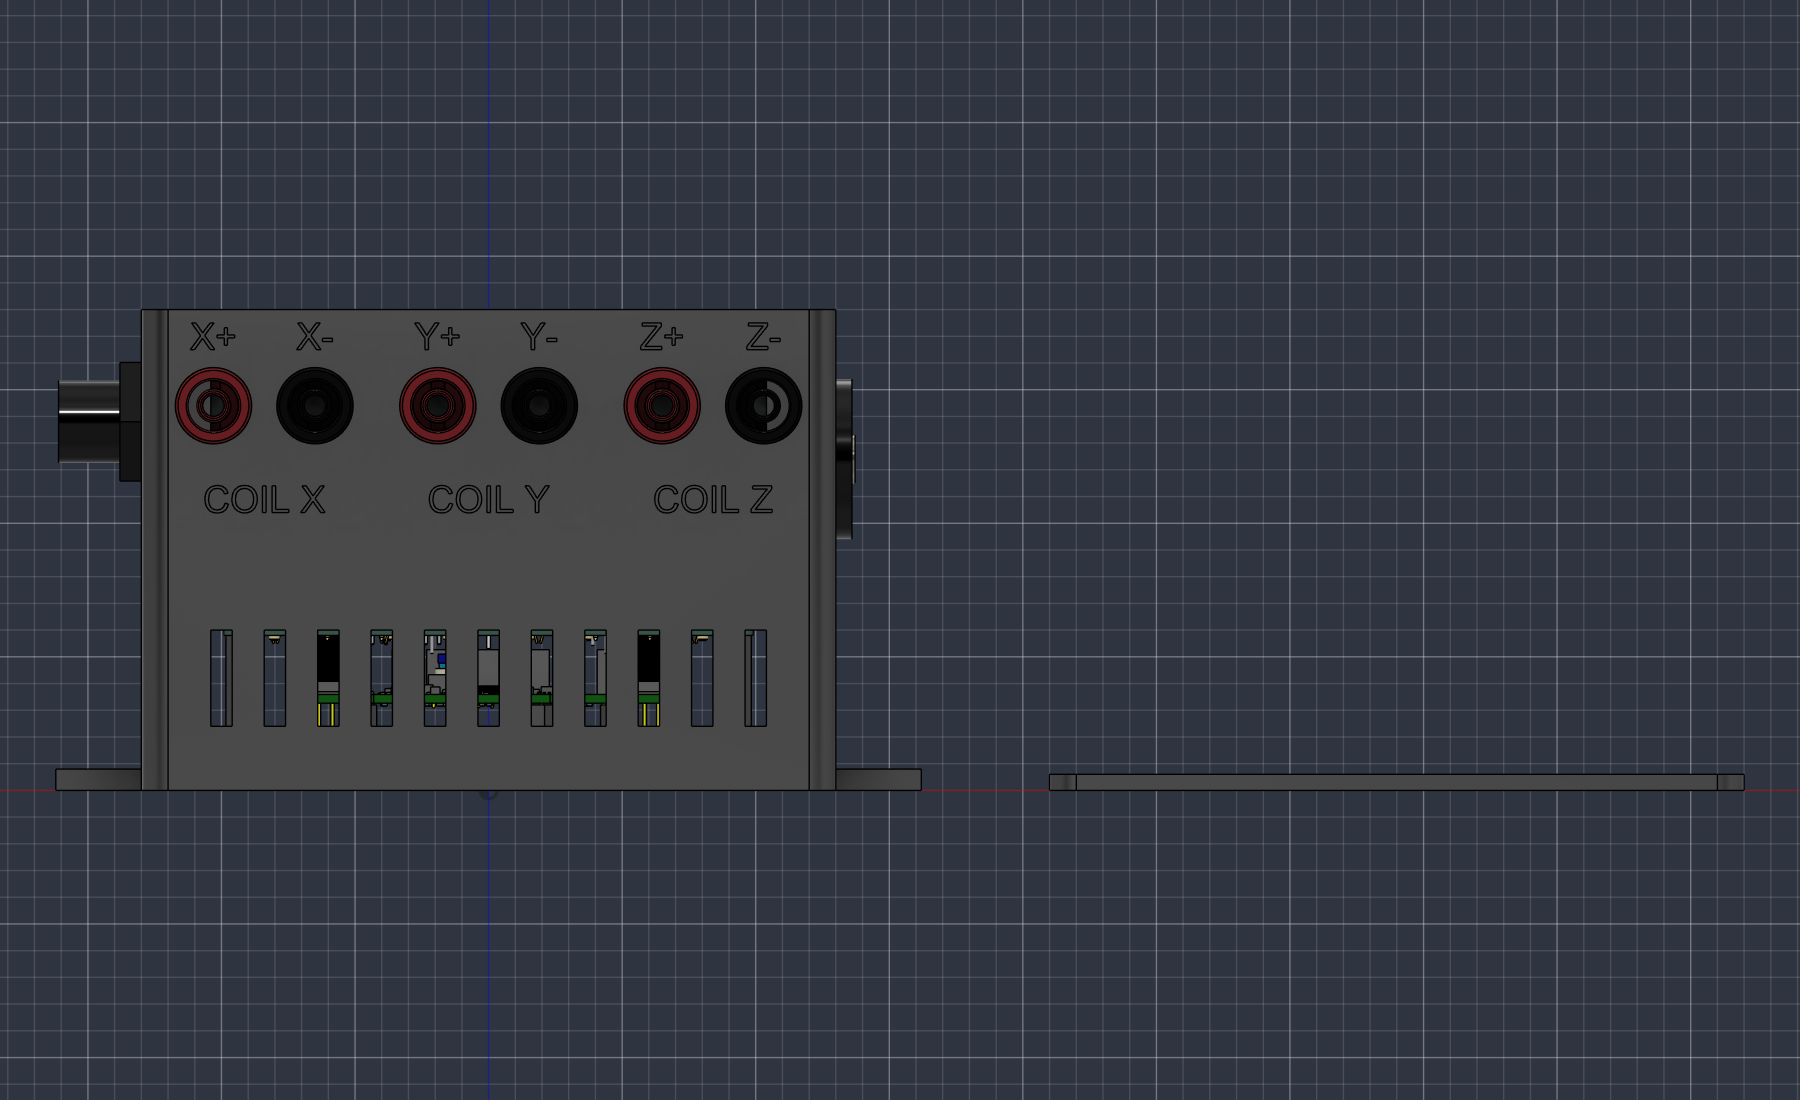 X+ X- Y+ Y- Z+ Z-
COIL X COIL Y COIL Z